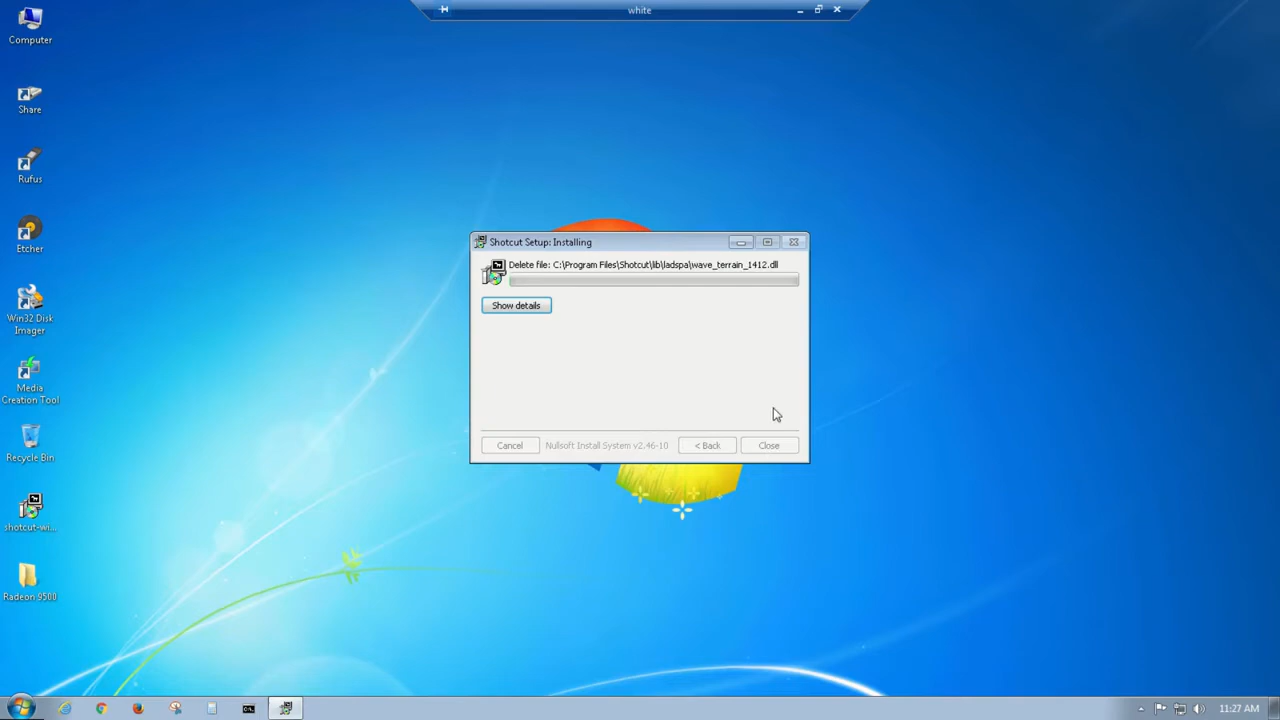 white
Computer
Share
Rufus
Etcher
Win32 Disk
Imager
Media
Creation Tool
Recycle Bin
shotcut-wi...
Radeon 9500
Shotcut Setup: Installing
Delete file: C:\Program Files\Shotcut\lib\ladspa\wave_terrain_1412.dll
Show details
Cancel
Nullsoft Install System v2.46-10
< Back
Close
11:27 AM